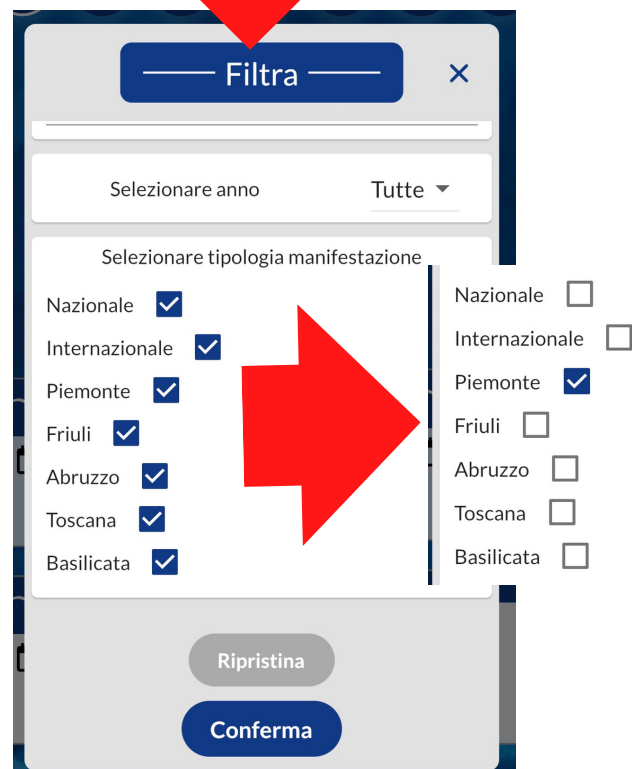 Filtra
Selezionare anno Tutte
Selezionare tipologia manifestazione
Nazionale
Internazionale
Piemonte
Friuli
Abruzzo
Toscana
Basilicata
Nazionale
Internazionale
Piemonte
Friuli
Abruzzo
Toscana
Basilicata
Ripristina
Conferma